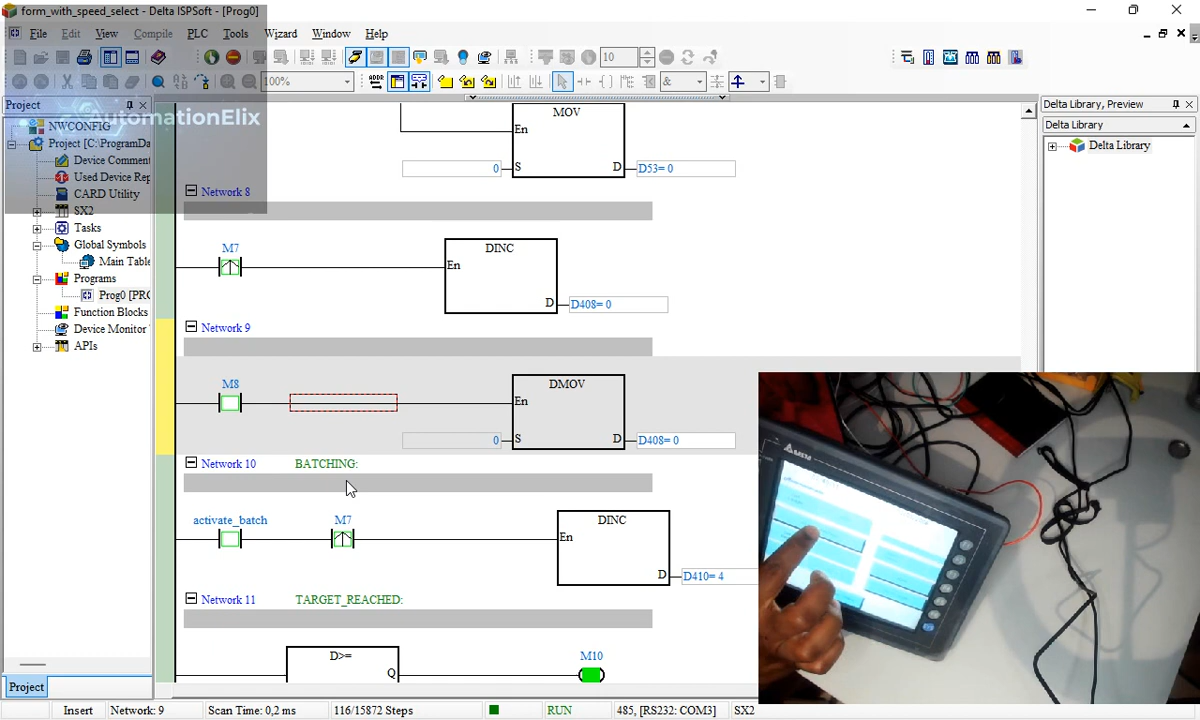 form_with_speed_select - Delta ISPSoft - [Prog0]
File Edit View Compile PLC Tools Wizard Window Help
10
100%
&
Project
AutomationElix
NWCONFIG
Project [C:\ProgramDa
Device Comment
Used Device Rep
CARD Utility
SX2
Tasks
Global Symbols
Main Table
Programs
Prog0 [PRG
Function Blocks
Device Monitor
APIs
Project
MOV
En
0 S D D53= 0
Network 8
M7
DINC
En
D D408= 0
Network 9
M8
DMOV
En
0 S D D408= 0
Network 10 BATCHING:
activate_batch M7
DINC
En
D D410= 4
Network 11 TARGET_REACHED:
D>=
Q
M10
Delta Library, Preview
Delta Library
Delta Library
Insert Network: 9 Scan Time: 0,2 ms 116/15872 Steps RUN 485, [RS232: COM3] SX2